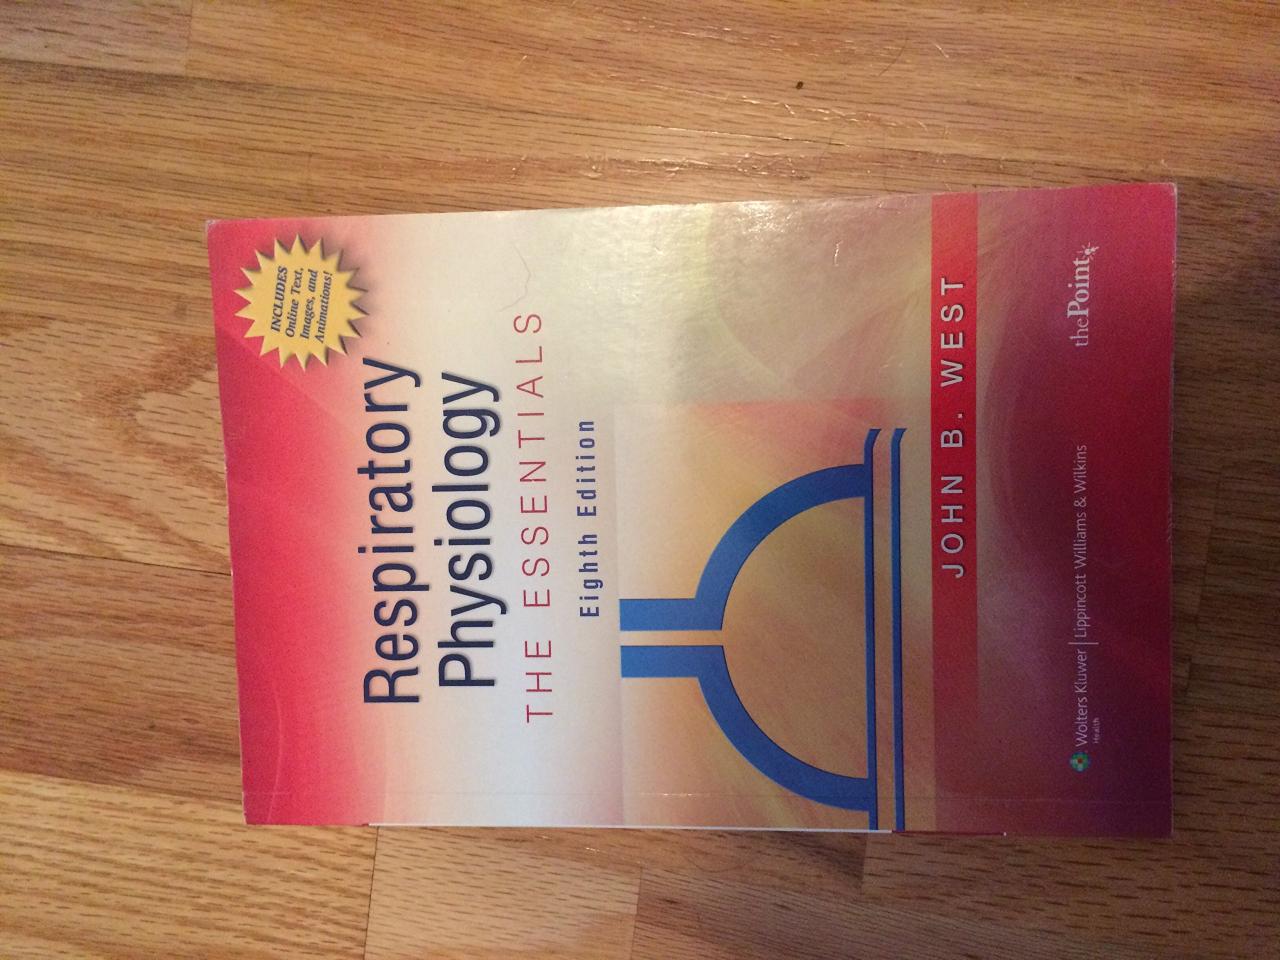 INCLUDES
Online Text,
Images, and
Animations!
Respiratory
Physiology
THE ESSENTIALS
Eighth Edition
JOHN B. WEST
Wolters Kluwer | Lippincott Williams & Wilkins
Health
thePoint